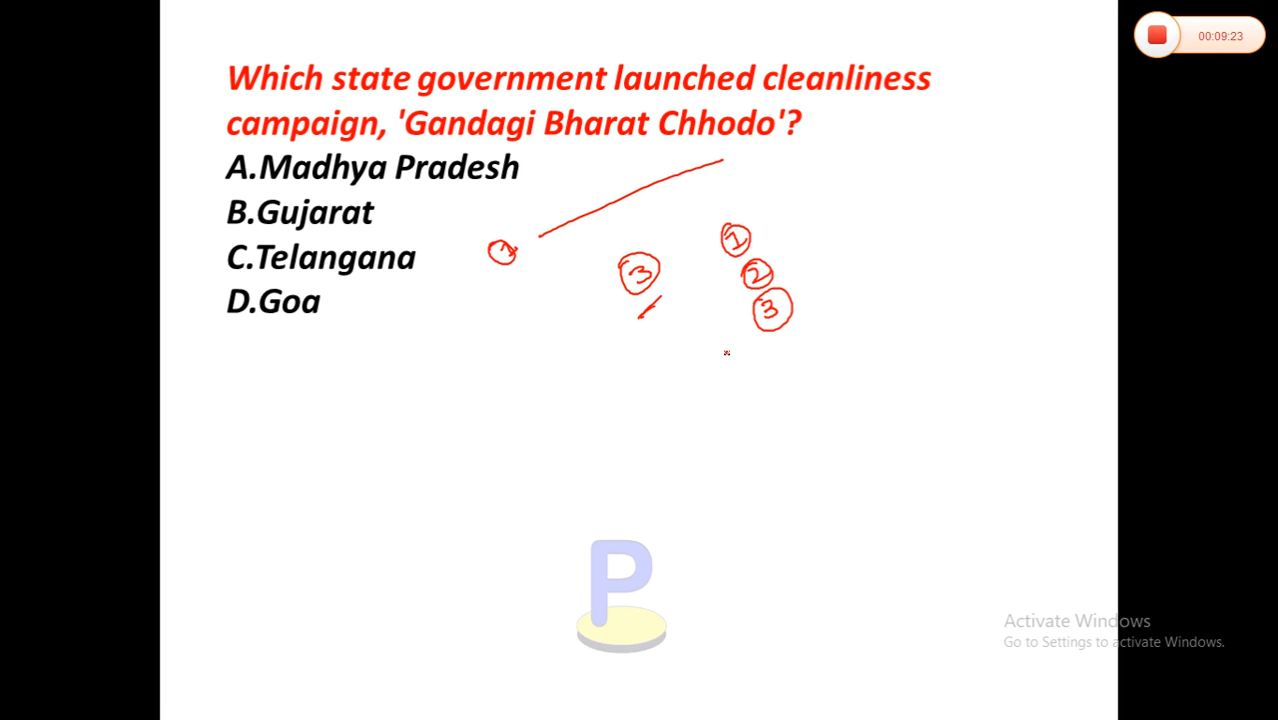 00:09:23
Which state government launched cleanliness
campaign, 'Gandagi Bharat Chhodo'?
A.Madhya Pradesh
B.Gujarat
C.Telangana
D.Goa
1
3
2
3
P
Activate Windows
Go to Settings to activate Windows.